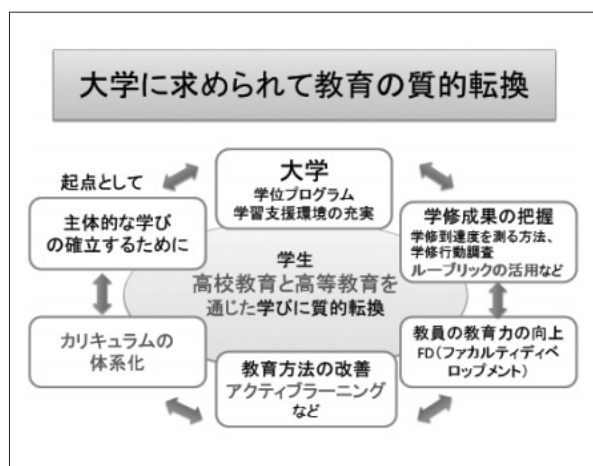 大学に求められて教育の質的転換
起点として
大学
学位プログラム
学習支援環境の充実
主体的な学び
の確立するために
学修成果の把握
学修到達度を測る方法、
学修行動調査
ルーブリックの活用など
学生
高校教育と高等教育を
通じた学びに質的転換
カリキュラムの
体系化
教員の教育力の向上
FD(ファカルティディベ
ロップメント)
教育方法の改善
アクティブラーニング
など